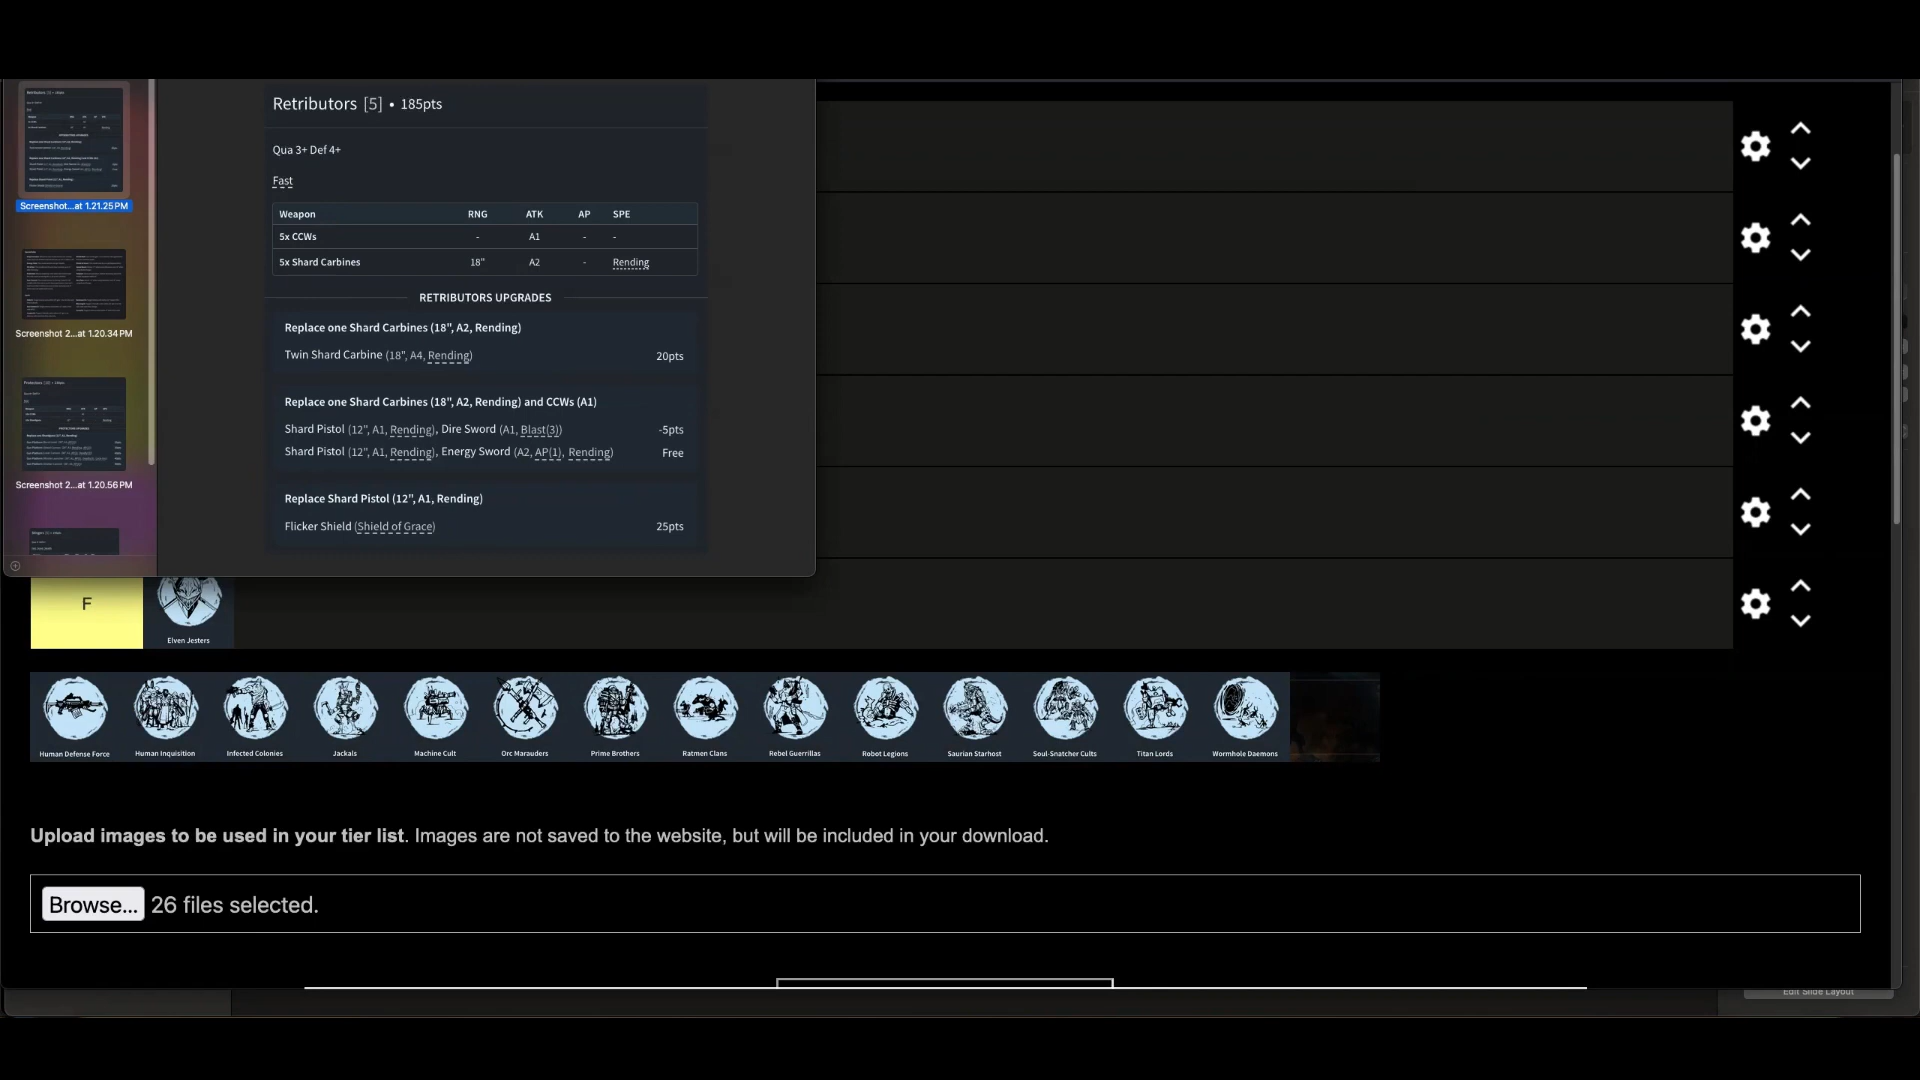 Retributors [5] • 185pts
Qua 3+ Def 4+
Fast
Weapon RNG ATK AP SPE
5x CCWs - A1 - -
5x Shard Carbines 18" A2 - Rending
RETRIBUTORS UPGRADES
Replace one Shard Carbines (18", A2, Rending)
Twin Shard Carbine (18", A4, Rending) 20pts
Replace one Shard Carbines (18", A2, Rending) and CCWs (A1)
Shard Pistol (12", A1, Rending), Dire Sword (A1, Blast(3)) -5pts
Shard Pistol (12", A1, Rending), Energy Sword (A2, AP(1), Rending) Free
Replace Shard Pistol (12", A1, Rending)
Flicker Shield (Shield of Grace) 25pts
Screenshot...at 1.21.25 PM
Screenshot 2...at 1.20.34 PM
Screenshot 2...at 1.20.56 PM
F
Elven Jesters
Human Defense Force Human Inquisition Infected Colonies Jackals Machine Cult Orc Marauders Prime Brothers Ratmen Clans Rebel Guerrillas Robot Legions Saurian Starhost Soul-Snatcher Cults Titan Lords Wormhole Daemons
Upload images to be used in your tier list. Images are not saved to the website, but will be included in your download.
Browse... 26 files selected.
Edit Slide Layout